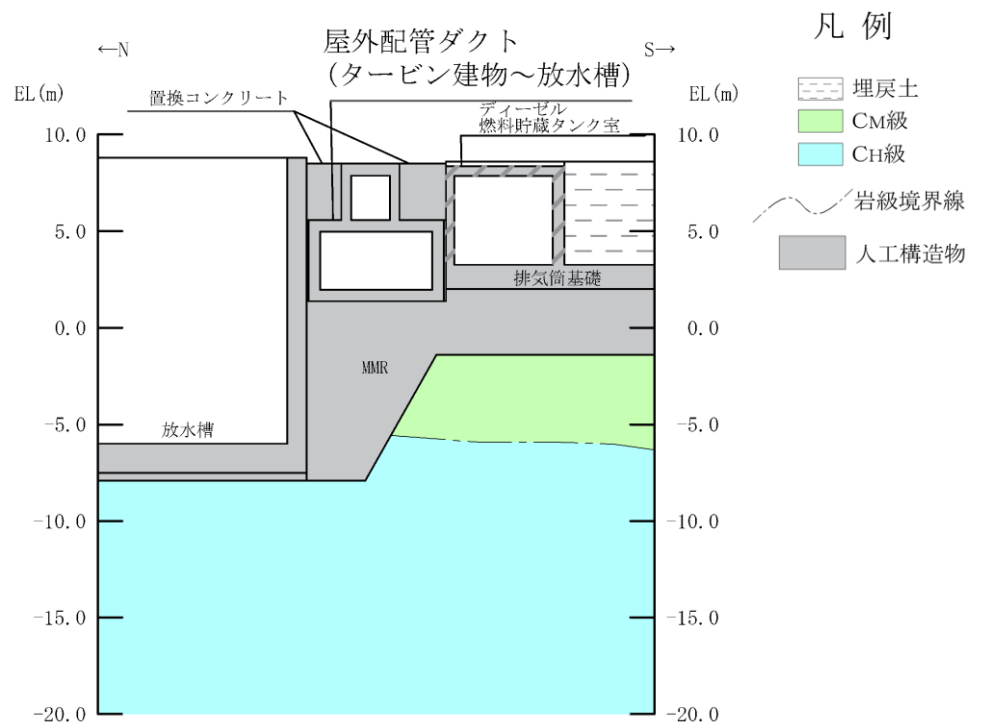 凡 例
←N
屋外配管ダクト
(タービン建物～放水槽)
S→
EL(m)
EL(m)
置換コンクリート
ディーゼル
燃料貯蔵タンク室
埋戻土
CM級
CH級
岩級境界線
人工構造物
10.0
10.0
5.0
5.0
排気筒基礎
0.0
0.0
MMR
-5.0
-5.0
放水槽
-10.0
-10.0
-15.0
-15.0
-20.0
-20.0